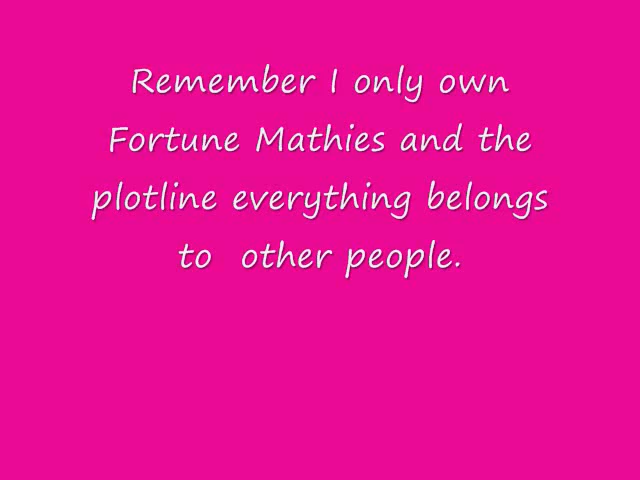 Remember I only own
Fortune Mathies and the
plotline everything belongs
to  other people.